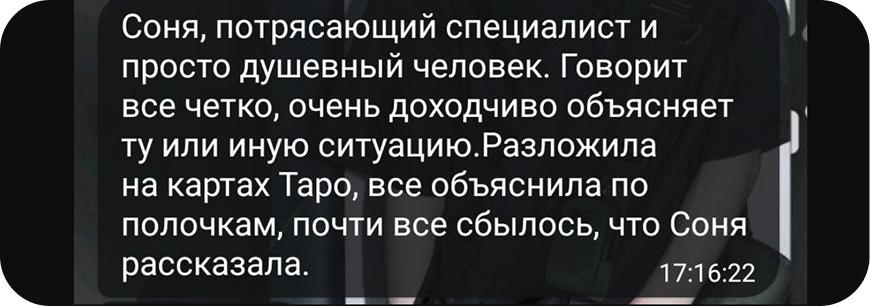 Соня, потрясающий специалист и
просто душевный человек. Говорит
все четко, очень доходчиво объясняет
ту или иную ситуацию.Разложила
на картах Таро, все объяснила по
полочкам, почти все сбылось, что Соня
рассказала.
17:16:22